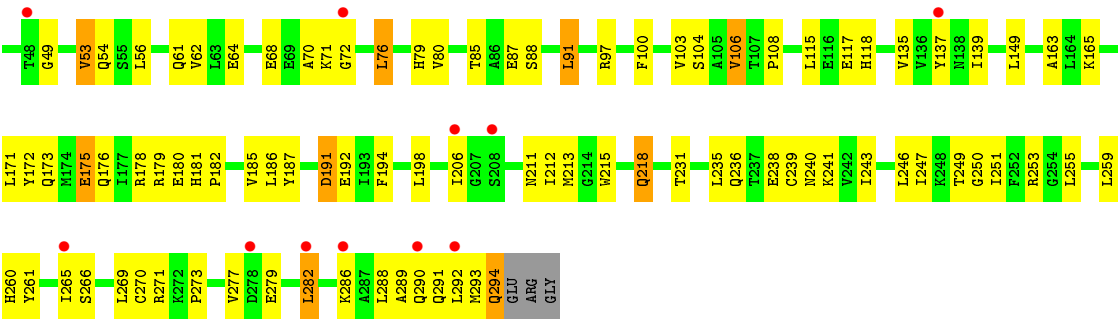 T48 G49 V53 Q54 S55 L56 Q61 V62 L63 E64 E68 E69 A70 K71 G72 L76 H79 V80 T85 A86 E87 S88 L91 R97 F100 V103 S104 A105 V106 T107 P108 L115 E116 E117 H118 V135 V136 Y137 N138 I139 L149 A163 L164 K165
L171 Y172 Q173 M174 E175 Q176 I177 R178 R179 E180 H181 P182 V185 L186 Y187 D191 E192 I193 F194 L198 I206 G207 S208 N211 I212 M213 G214 W215 Q218 T231 L235 Q236 T237 E238 C239 N240 K241 V242 I243 L246 I247 K248 T249 G250 I251 F252 R253 G254 L255 L259
H260 Y261 I265 S266 L269 C270 R271 K272 P273 V277 D278 E279 L282 K286 A287 L288 A289 Q290 Q291 L292 M293 Q294 GLU ARG GLY